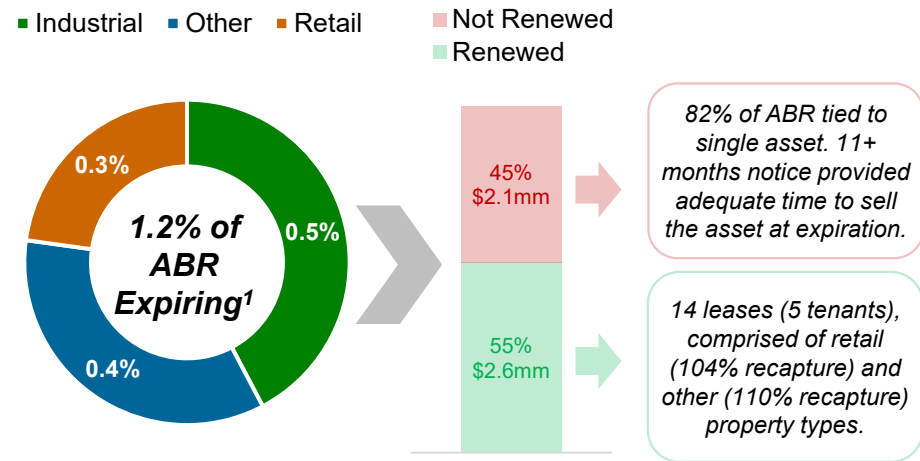 Industrial
Other
Retail
Not Renewed
Renewed
0.3%
0.5%
0.4%
1.2% of
ABR
Expiring¹
45%
$2.1mm
55%
$2.6mm
82% of ABR tied to
single asset. 11+
months notice provided
adequate time to sell
the asset at expiration.
14 leases (5 tenants),
comprised of retail
(104% recapture) and
other (110% recapture)
property types.